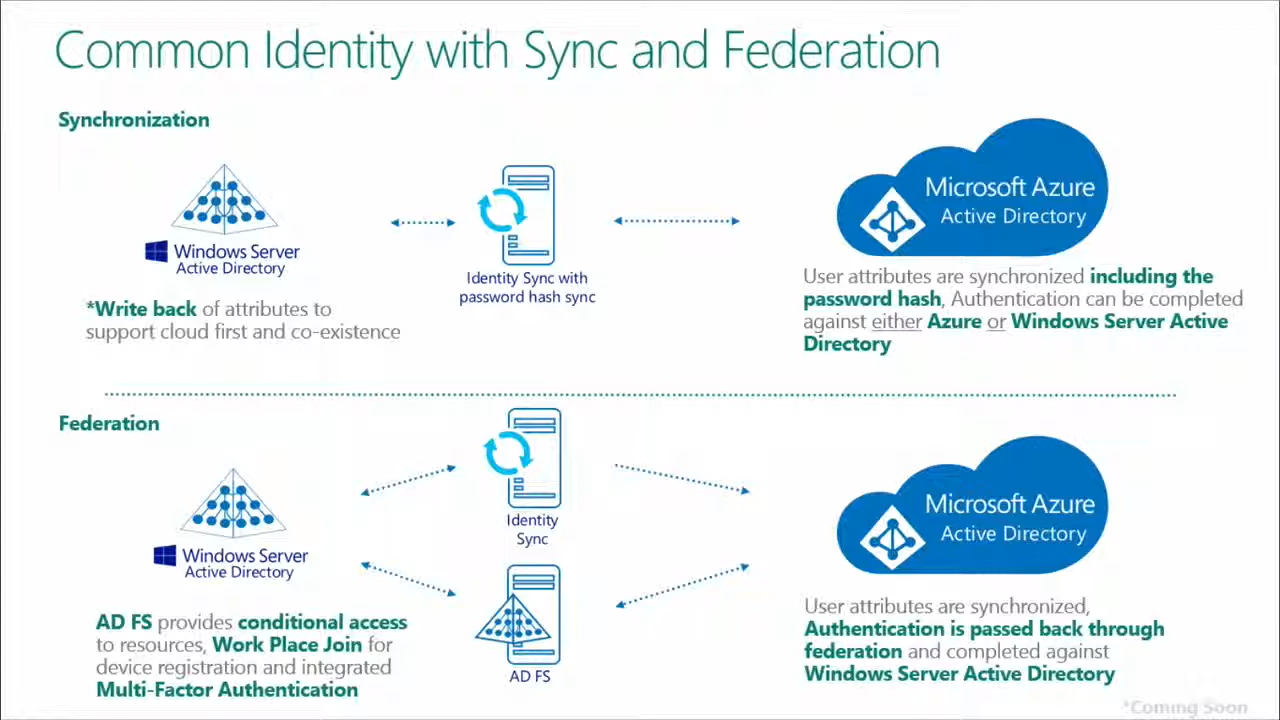 Common Identity with Sync and Federation
Synchronization
Windows Server
Active Directory
*Write back of attributes to
support cloud first and co-existence
Identity Sync with
password hash sync
Microsoft Azure
Active Directory
User attributes are synchronized including the
password hash, Authentication can be completed
against either Azure or Windows Server Active
Directory
Federation
Windows Server
Active Directory
AD FS provides conditional access
to resources, Work Place Join for
device registration and integrated
Multi-Factor Authentication
Identity
Sync
AD FS
Microsoft Azure
Active Directory
User attributes are synchronized,
Authentication is passed back through
federation and completed against
Windows Server Active Directory
*Coming Soon